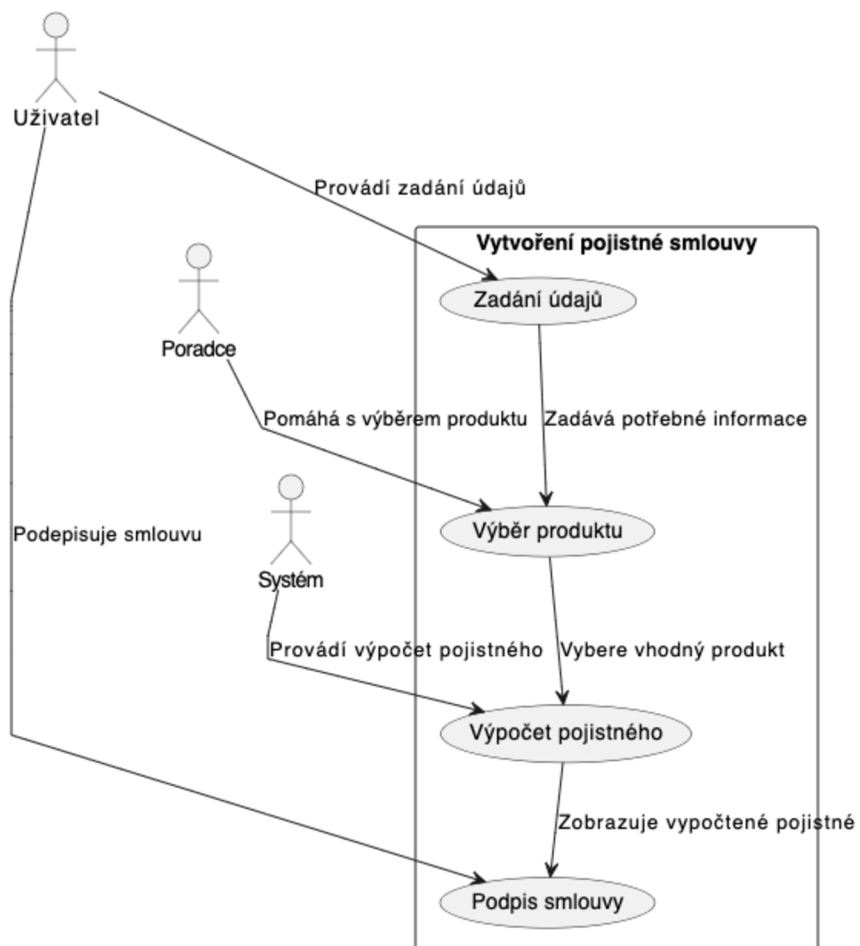 Uživatel
Provádí zadání údajů
Vytvoření pojistné smlouvy
Zadání údajů
Poradce
Pomáhá s výběrem produktu
Zadává potřebné informace
Výběr produktu
Podepisuje smlouvu
Systém
Provádí výpočet pojistného
Vybere vhodný produkt
Výpočet pojistného
Zobrazuje vypočtené pojistné
Podpis smlouvy